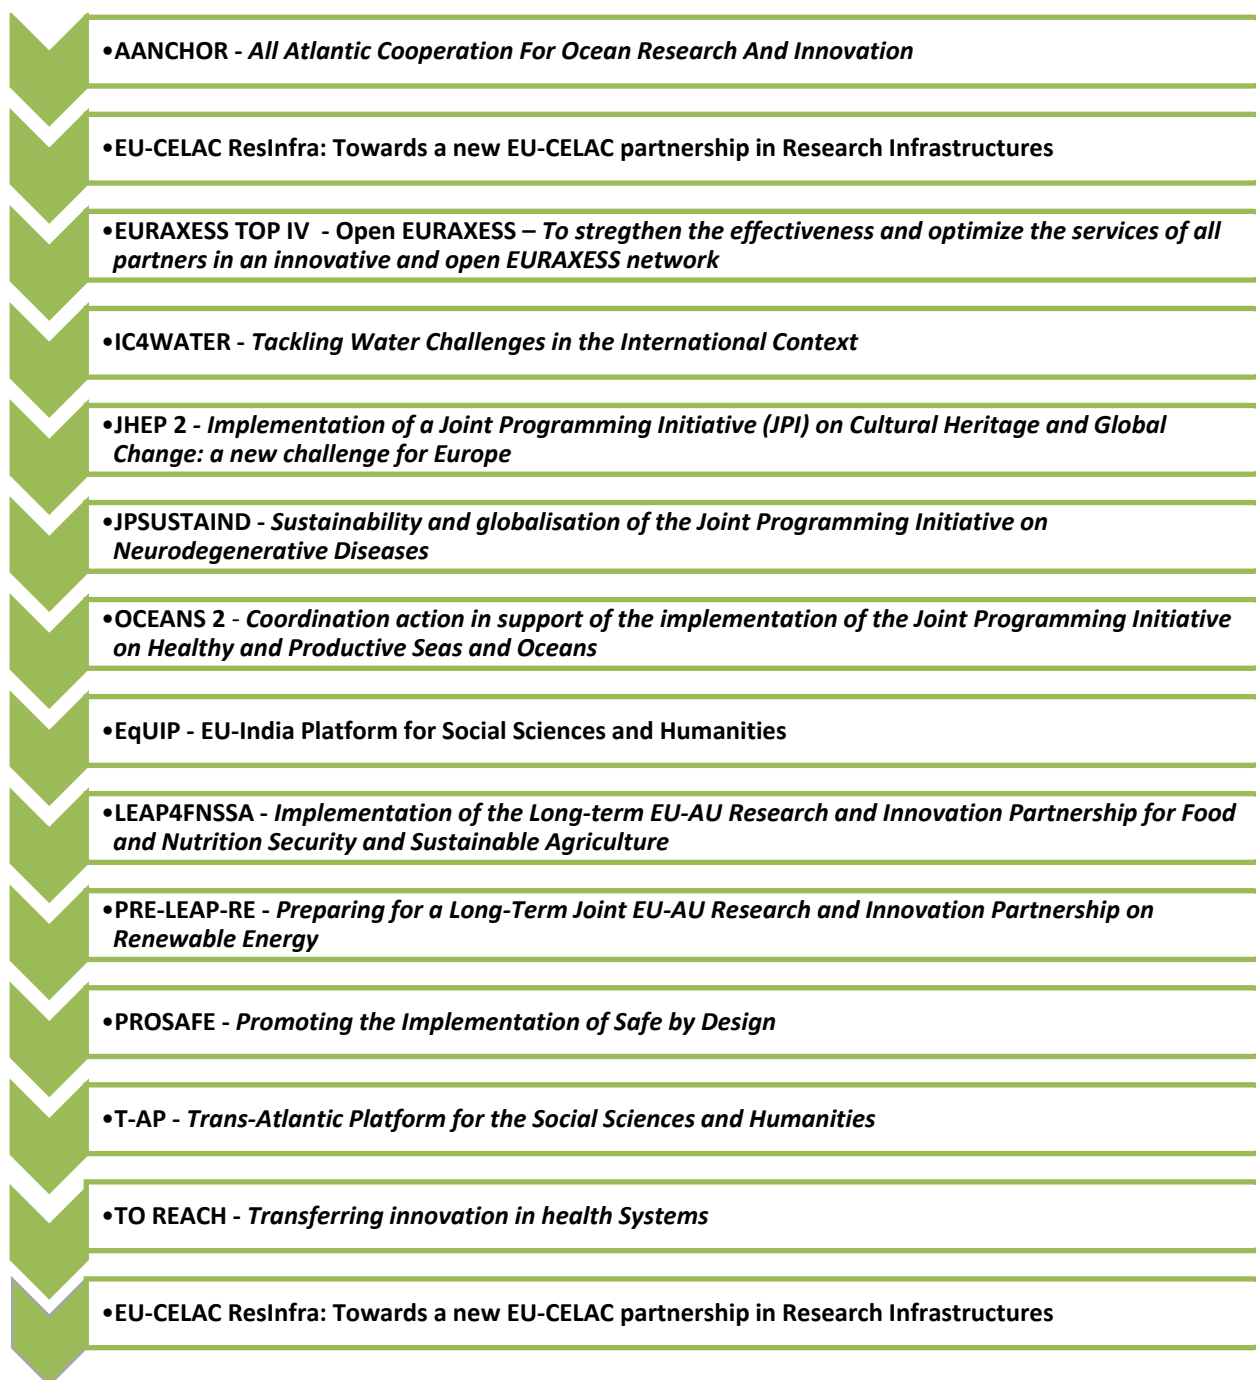 •AANCHOR - All Atlantic Cooperation For Ocean Research And Innovation
•EU-CELAC ResInfra: Towards a new EU-CELAC partnership in Research Infrastructures
•EURAXESS TOP IV - Open EURAXESS – To stregthen the effectiveness and optimize the services of all
partners in an innovative and open EURAXESS network
•IC4WATER - Tackling Water Challenges in the International Context
•JHEP 2 - Implementation of a Joint Programming Initiative (JPI) on Cultural Heritage and Global
Change: a new challenge for Europe
•JPSUSTAIND - Sustainability and globalisation of the Joint Programming Initiative on
Neurodegenerative Diseases
•OCEANS 2 - Coordination action in support of the implementation of the Joint Programming Initiative
on Healthy and Productive Seas and Oceans
•EqUIP - EU-India Platform for Social Sciences and Humanities
•LEAP4FNSSA - Implementation of the Long-term EU-AU Research and Innovation Partnership for Food
and Nutrition Security and Sustainable Agriculture
•PRE-LEAP-RE - Preparing for a Long-Term Joint EU-AU Research and Innovation Partnership on
Renewable Energy
•PROSAFE - Promoting the Implementation of Safe by Design
•T-AP - Trans-Atlantic Platform for the Social Sciences and Humanities
•TO REACH - Transferring innovation in health Systems
•EU-CELAC ResInfra: Towards a new EU-CELAC partnership in Research Infrastructures